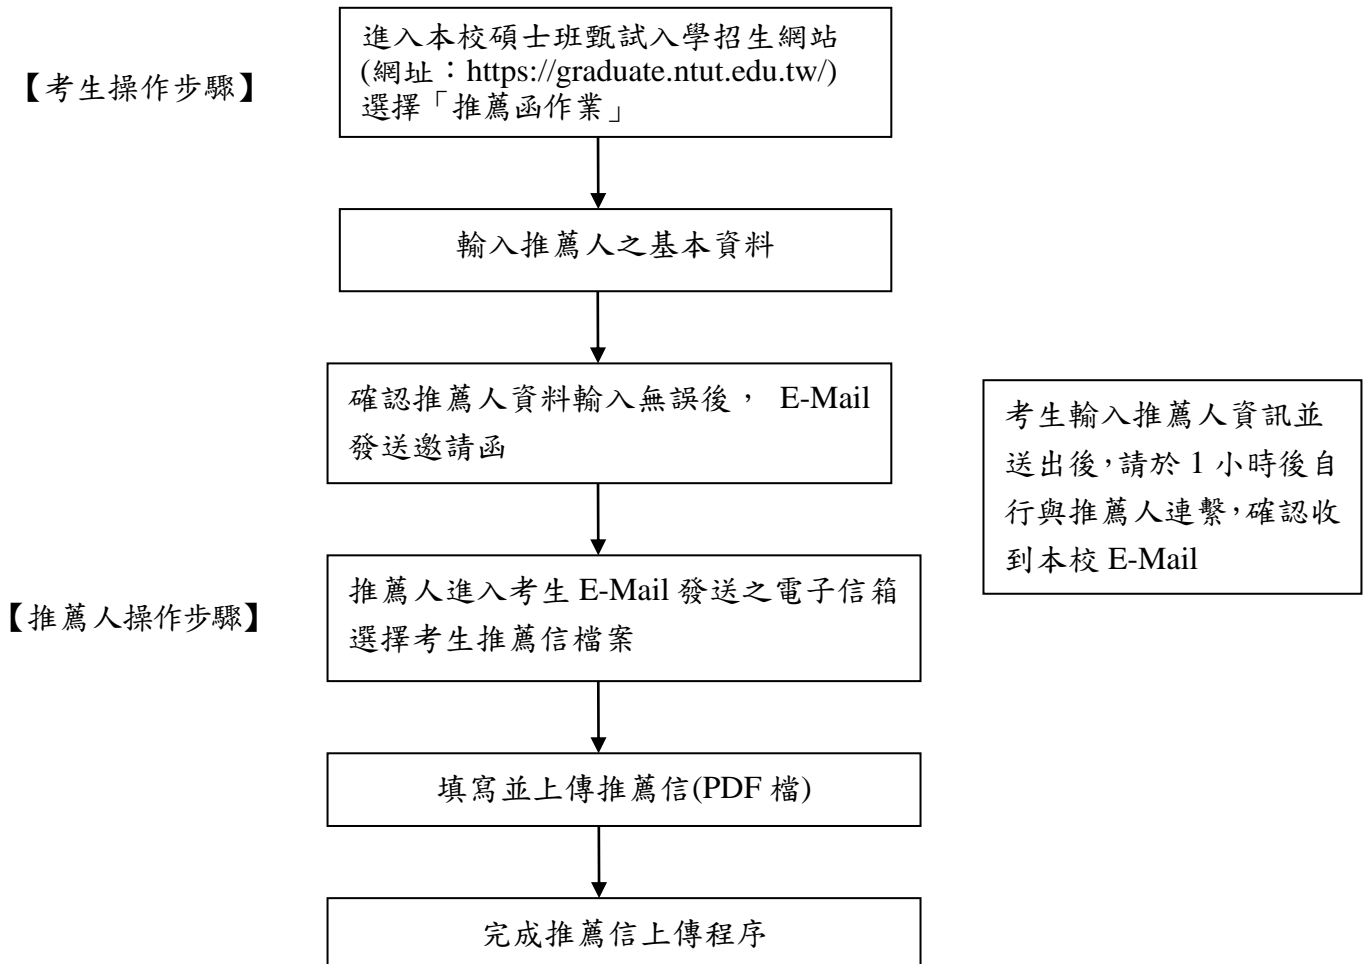 進入本校碩士班甄試入學招生網站
(網址：https://graduate.ntut.edu.tw/)
選擇「推薦函作業」
【考生操作步驟】
輸入推薦人之基本資料
確認推薦人資料輸入無誤後， E-Mail
發送邀請函
考生輸入推薦人資訊並
送出後，請於 1 小時後自
行與推薦人連繫，確認收
到本校 E-Mail
【推薦人操作步驟】
推薦人進入考生 E-Mail 發送之電子信箱
選擇考生推薦信檔案
填寫並上傳推薦信(PDF 檔)
完成推薦信上傳程序